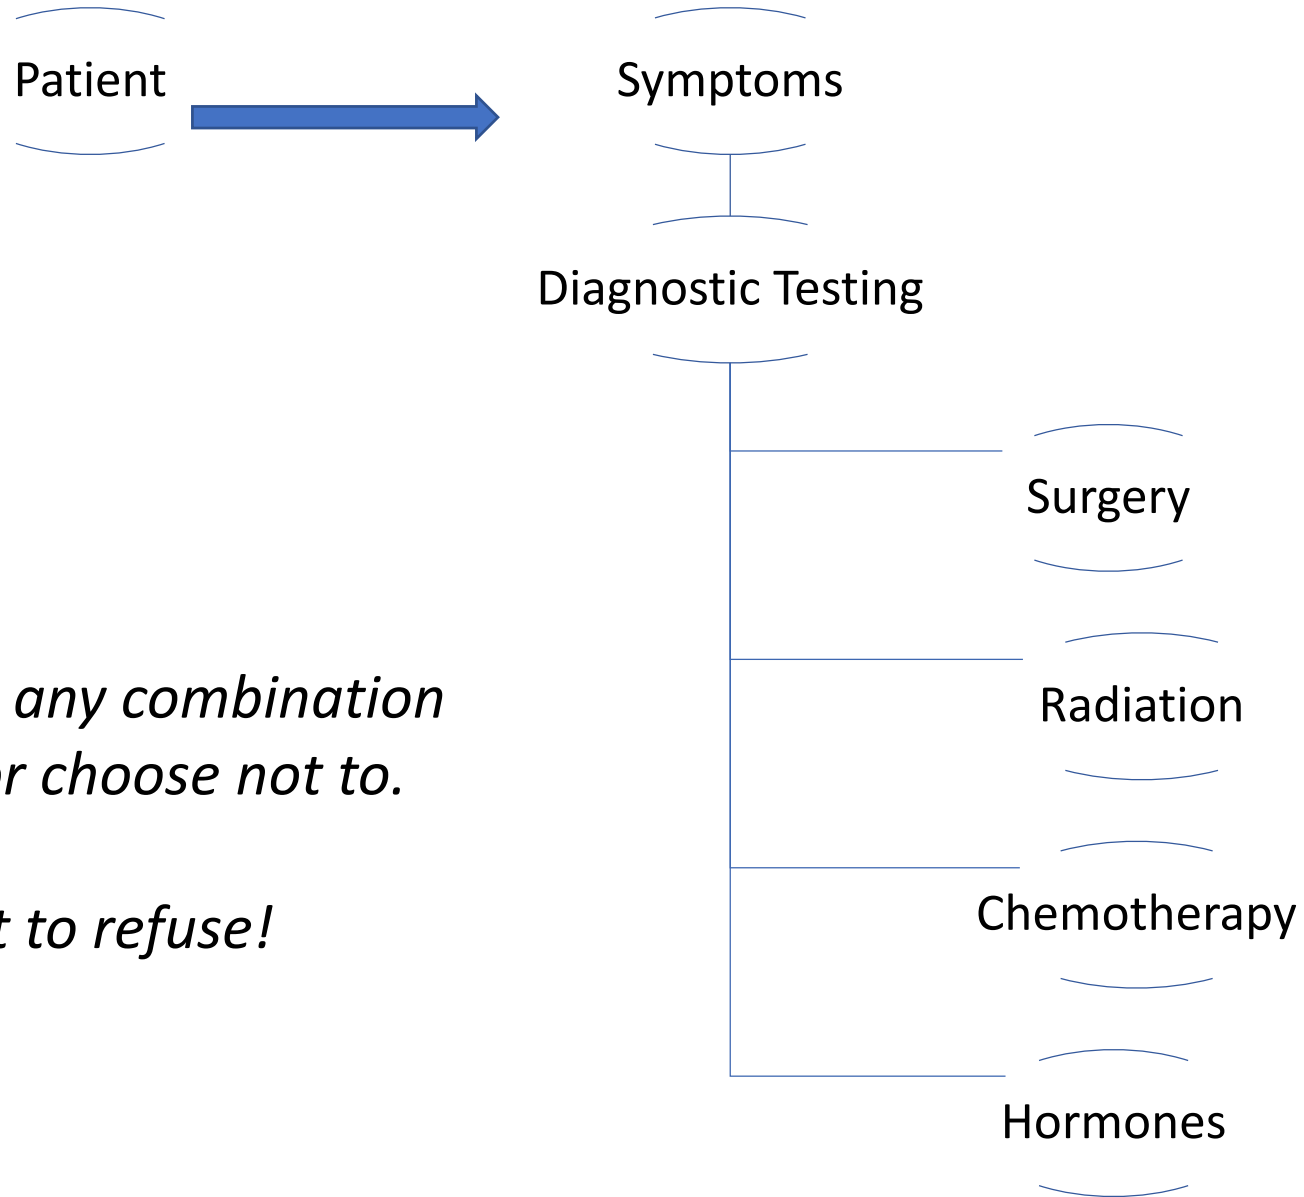 Patient
Symptoms
Diagnostic Testing
Surgery
Radiation
any combination
choose not to.
to refuse!
Chemotherapy
Hormones